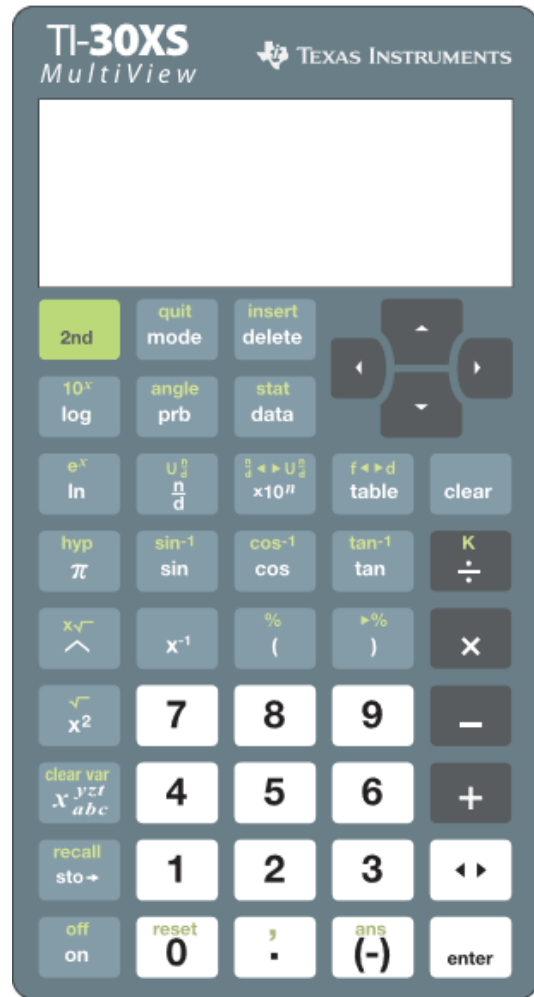 TI-30XS TEXAS INSTRUMENTS
MultiView
quit insert
2nd mode delete
10ˣ angle stat
log prb data
eˣ U n/d n/d ◄► U n/d f◄►d
ln n/d ×10ⁿ table clear
hyp sin⁻¹ cos⁻¹ tan⁻¹ K
π sin cos tan ÷
x√ % ►%
^ x⁻¹ ( ) ×
√
x² 7 8 9 −
clear var
x yzt abc 4 5 6 +
recall
sto→ 1 2 3 ◄►
off reset , ans
on 0 . (-) enter